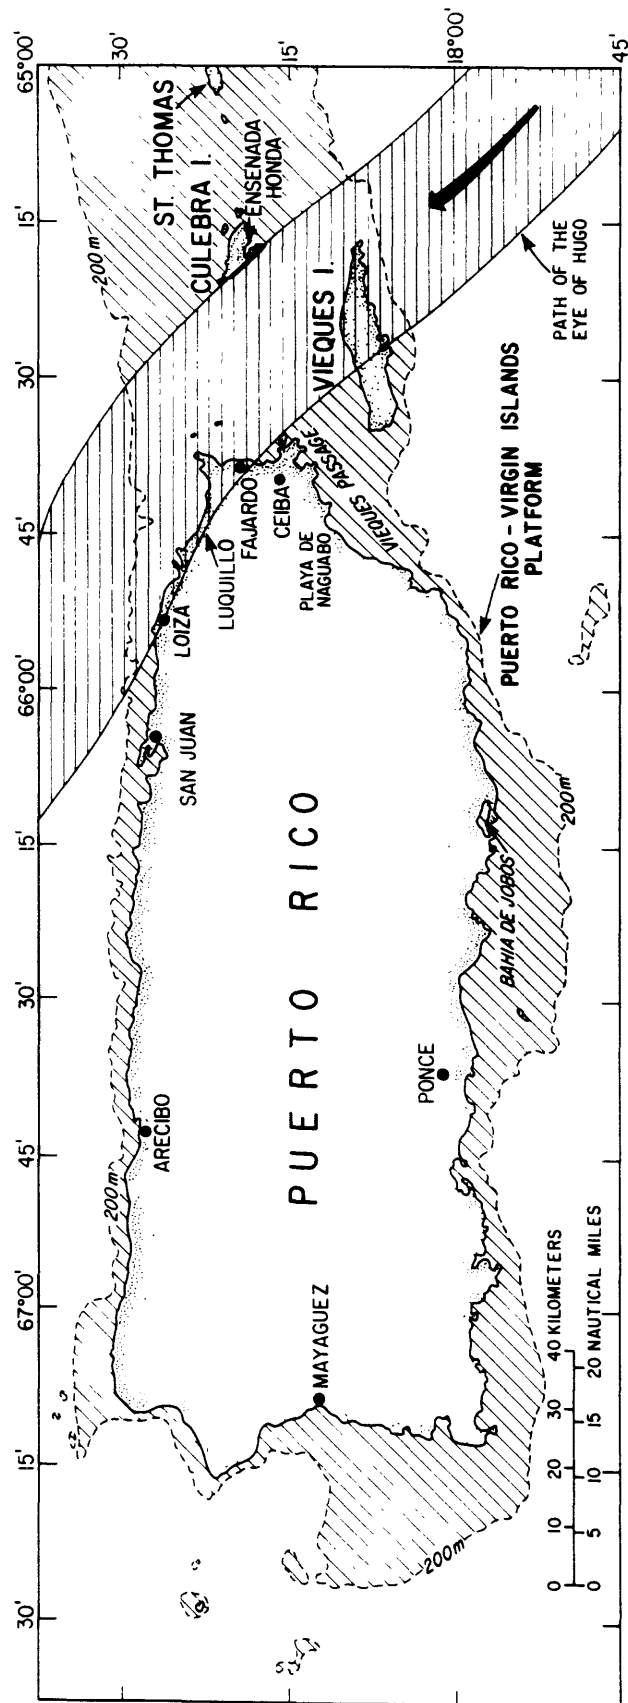 30'
15'
67°00'
45'
30'
15'
66°00'
45'
30'
15'
65°00'
30'
15'
18°00'
45'
200m
200m
200m
200m
ST. THOMAS
CULEBRA I.
ENSENADA
HONDA
VIEQUES I.
PATH OF THE
EYE OF HUGO
VIEQUES PASSAGE
PUERTO RICO - VIRGIN ISLANDS
PLATFORM
LOIZA
LUQUILLO
FAJARDO
CEIBA
PLAYA DE
NAGUABO
SAN JUAN
ARECIBO
PUERTO RICO
MAYAGUEZ
PONCE
BAHIA DE JOBOS
0 10 20 30 40 KILOMETERS
0 5 10 15 20 NAUTICAL MILES